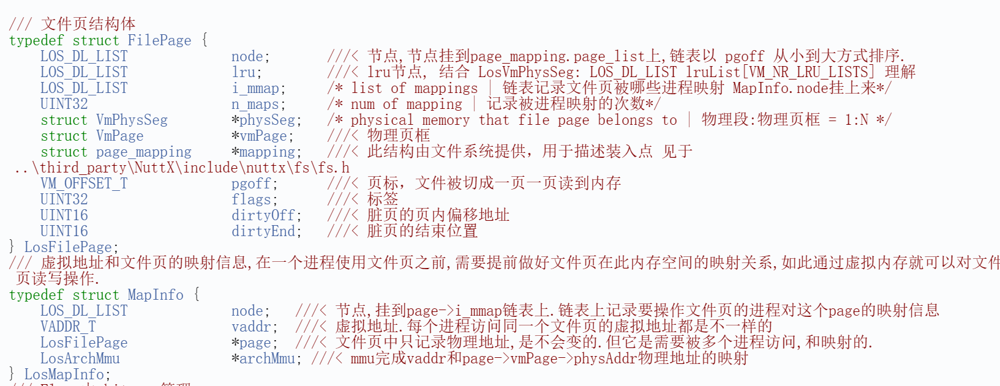 /// 文件页结构体
typedef struct FilePage {
    LOS_DL_LIST             node;       ///< 节点,节点挂到page_mapping.page_list上,链表以 pgoff 从小到大方式排序.
    LOS_DL_LIST             lru;        ///< lru节点, 结合 LosVmPhysSeg: LOS_DL_LIST lruList[VM_NR_LRU_LISTS] 理解
    LOS_DL_LIST             i_mmap;     /* list of mappings | 链表记录文件页被哪些进程映射 MapInfo.node挂上来*/
    UINT32                  n_maps;     /* num of mapping | 记录被进程映射的次数*/
    struct VmPhysSeg        *physSeg;   /* physical memory that file page belongs to | 物理段:物理页框 = 1:N */
    struct VmPage           *vmPage;    ///< 物理页框
    struct page_mapping     *mapping;   ///< 此结构由文件系统提供，用于描述装入点 见于
..\third_party\NuttX\include\nuttx\fs\fs.h
    VM_OFFSET_T             pgoff;      ///< 页标，文件被切成一页一页读到内存
    UINT32                  flags;      ///< 标签
    UINT16                  dirtyOff;   ///< 脏页的页内偏移地址
    UINT16                  dirtyEnd;   ///< 脏页的结束位置
} LosFilePage;
/// 虚拟地址和文件页的映射信息,在一个进程使用文件页之前,需要提前做好文件页在此内存空间的映射关系,如此通过虚拟内存就可以对文件
页读写操作.
typedef struct MapInfo {
    LOS_DL_LIST             node;   ///< 节点,挂到page->i_mmap链表上.链表上记录要操作文件页的进程对这个page的映射信息
    VADDR_T                 vaddr;  ///< 虚拟地址.每个进程访问同一个文件页的虚拟地址都是不一样的
    LosFilePage             *page;  ///< 文件页中只记录物理地址,是不会变的.但它是需要被多个进程访问,和映射的.
    LosArchMmu              *archMmu; ///< mmu完成vaddr和page->vmPage->physAddr物理地址的映射
} LosMapInfo;